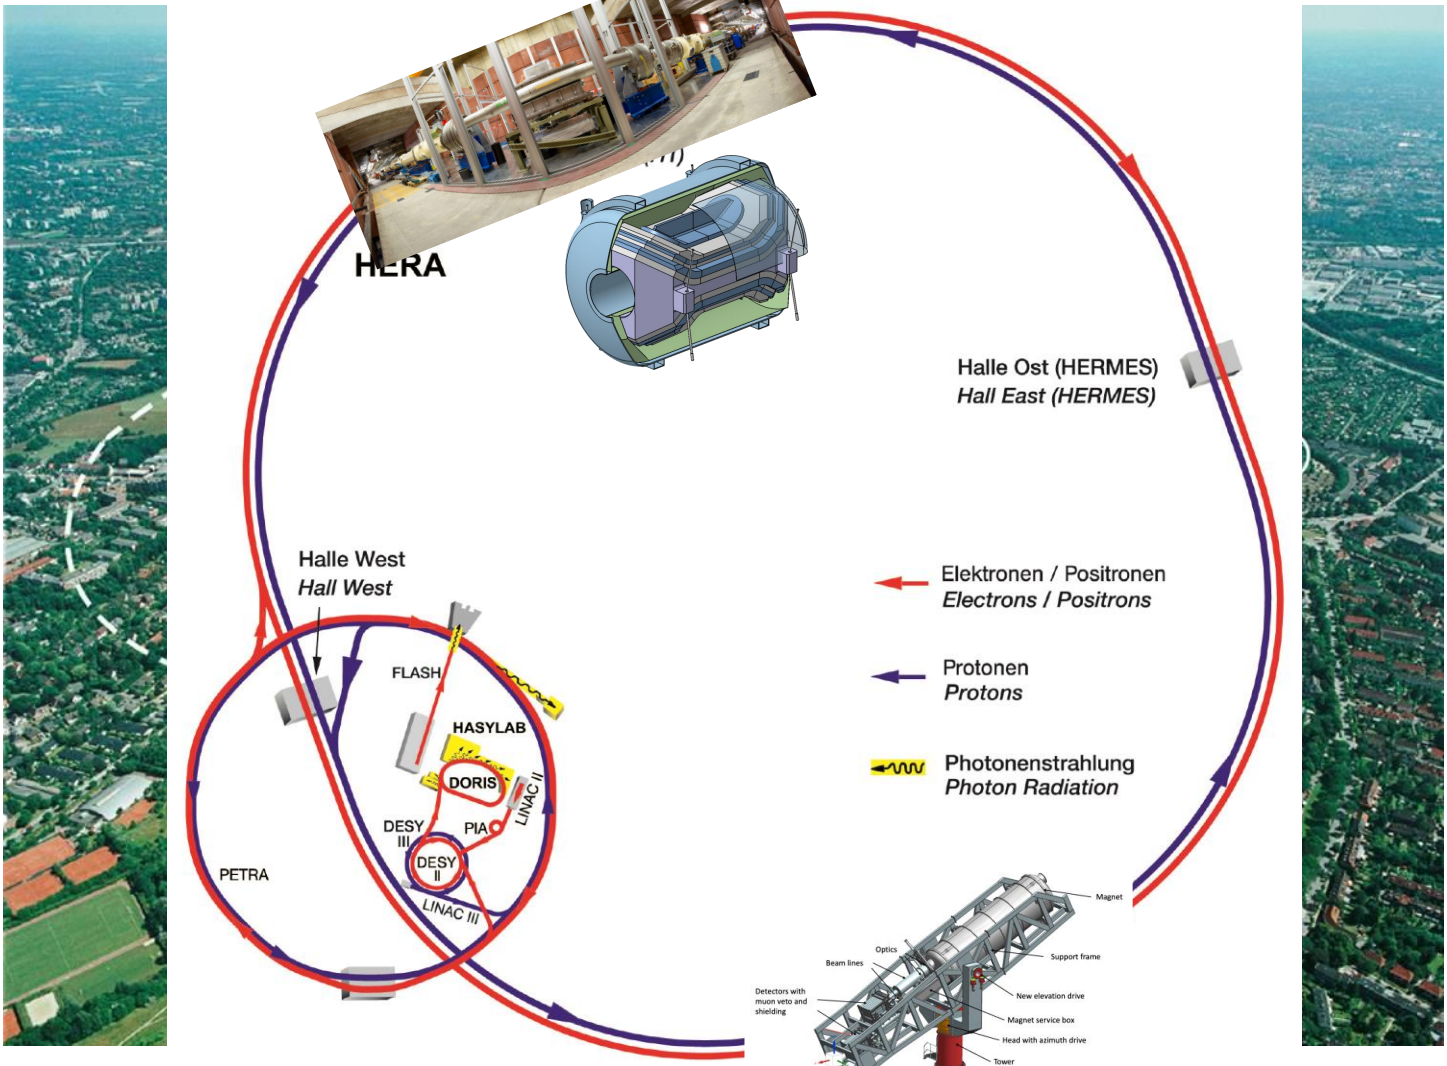 HERA
Halle Ost (HERMES)
Hall East (HERMES)
Halle West
Hall West
Elektronen / Positronen
Electrons / Positrons
Protonen
Protons
Photonenstrahlung
Photon Radiation
FLASH
HASYLAB
DORIS
LINAC II
PIA
DESY
III
DESY
II
LINAC III
PETRA
Magnet
Optics
Beam lines
Support frame
Detectors with
muon veto and
shielding
New elevation drive
Magnet service box
Head with azimuth drive
Tower